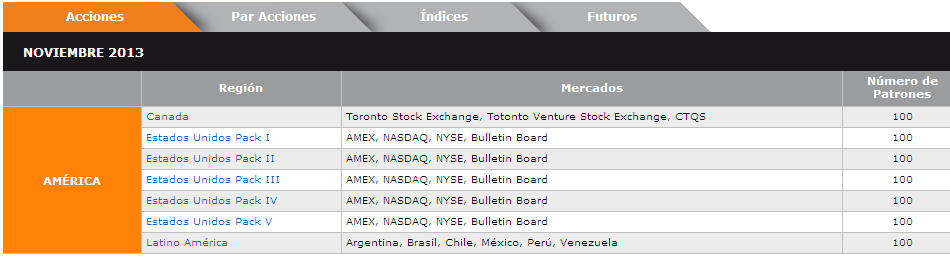 Acciones Par Acciones Índices Futuros
NOVIEMBRE 2013
Región Mercados Número de Patrones
AMÉRICA
Canada Toronto Stock Exchange, Totonto Venture Stock Exchange, CTQS 100
Estados Unidos Pack I AMEX, NASDAQ, NYSE, Bulletin Board 100
Estados Unidos Pack II AMEX, NASDAQ, NYSE, Bulletin Board 100
Estados Unidos Pack III AMEX, NASDAQ, NYSE, Bulletin Board 100
Estados Unidos Pack IV AMEX, NASDAQ, NYSE, Bulletin Board 100
Estados Unidos Pack V AMEX, NASDAQ, NYSE, Bulletin Board 100
Latino América Argentina, Brasil, Chile, México, Perú, Venezuela 100